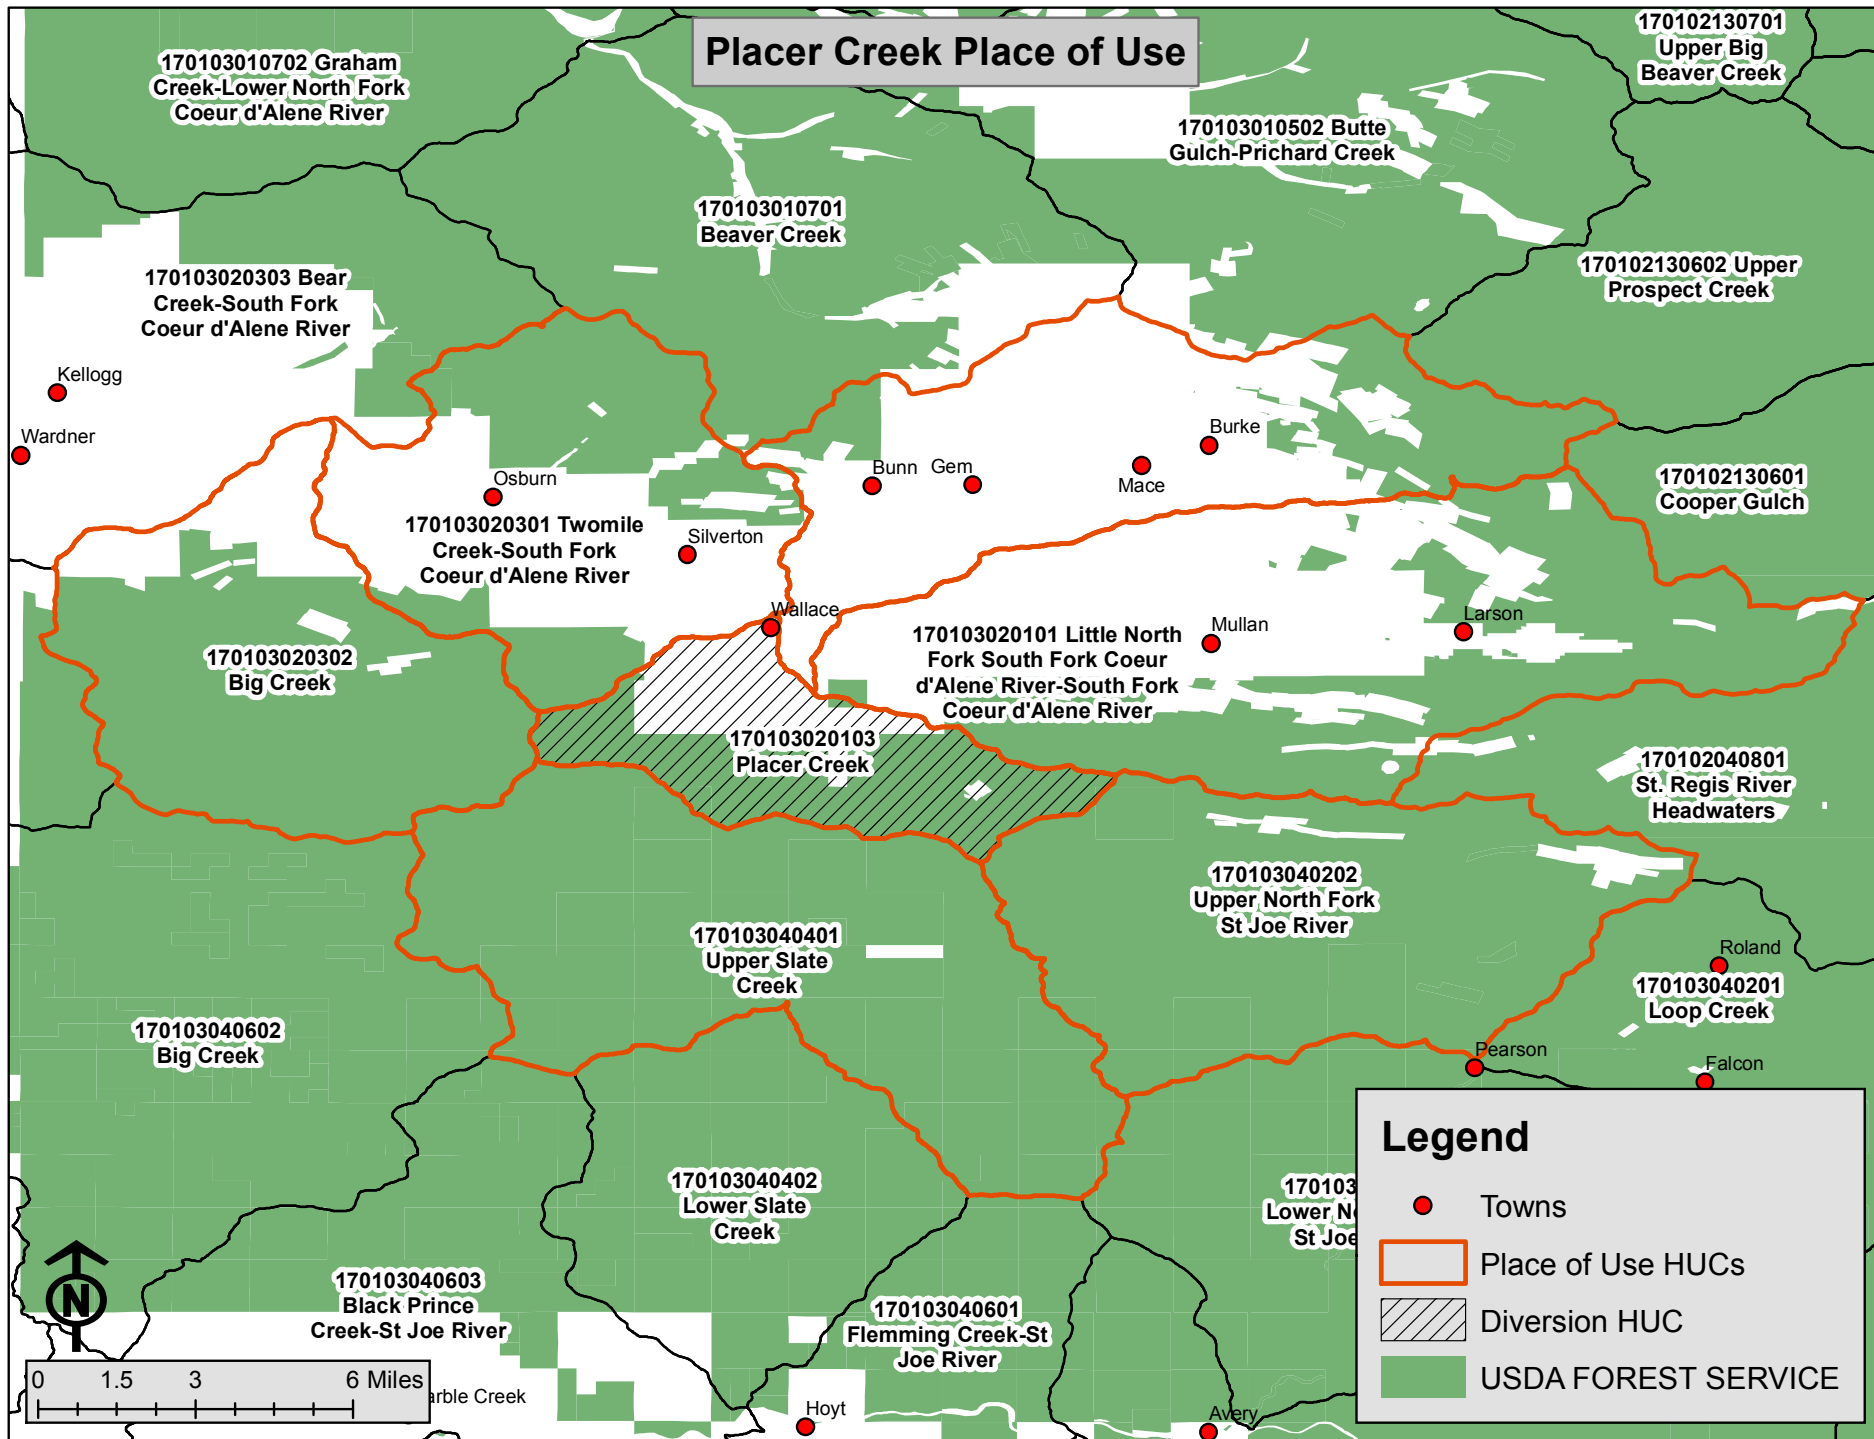 Placer Creek Place of Use
170102130701
Upper Big
Beaver Creek
170103010702 Graham
Creek-Lower North Fork
Coeur d'Alene River
170103010502 Butte
Gulch-Prichard Creek
170103010701
Beaver Creek
170102130602 Upper
Prospect Creek
170103020303 Bear
Creek-South Fork
Coeur d'Alene River
Kellogg
Wardner
Burke
Bunn
Gem
Mace
Osburn
170102130601
Cooper Gulch
170103020301 Twomile
Creek-South Fork
Coeur d'Alene River
Silverton
Wallace
Larson
Mullan
170103020101 Little North
Fork South Fork Coeur
d'Alene River-South Fork
Coeur d'Alene River
170103020302
Big Creek
170103020103
Placer Creek
170102040801
St. Regis River
Headwaters
170103040202
Upper North Fork
St Joe River
170103040401
Upper Slate
Creek
Roland
170103040201
Loop Creek
170103040602
Big Creek
Pearson
Falcon
170103040402
Lower Slate
Creek
170103
Lower No
St Joe
170103040603
Black Prince
Creek-St Joe River
170103040601
Flemming Creek-St
Joe River
arble Creek
Hoyt
Avery
Legend
Towns
Place of Use HUCs
Diversion HUC
USDA FOREST SERVICE
N
0 1.5 3 6 Miles